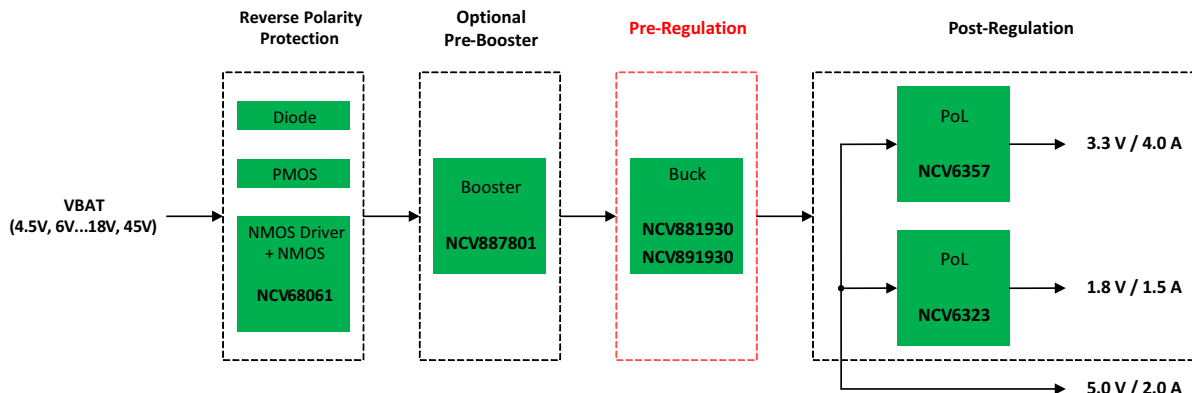 Reverse Polarity
Protection
Optional
Pre-Booster
Pre-Regulation
Post-Regulation
VBAT
(4.5V, 6V...18V, 45V)
Diode
PMOS
NMOS Driver
+ NMOS
NCV68061
Booster
NCV887801
Buck
NCV881930
NCV891930
PoL
NCV6357
3.3 V / 4.0 A
PoL
NCV6323
1.8 V / 1.5 A
5.0 V / 2.0 A